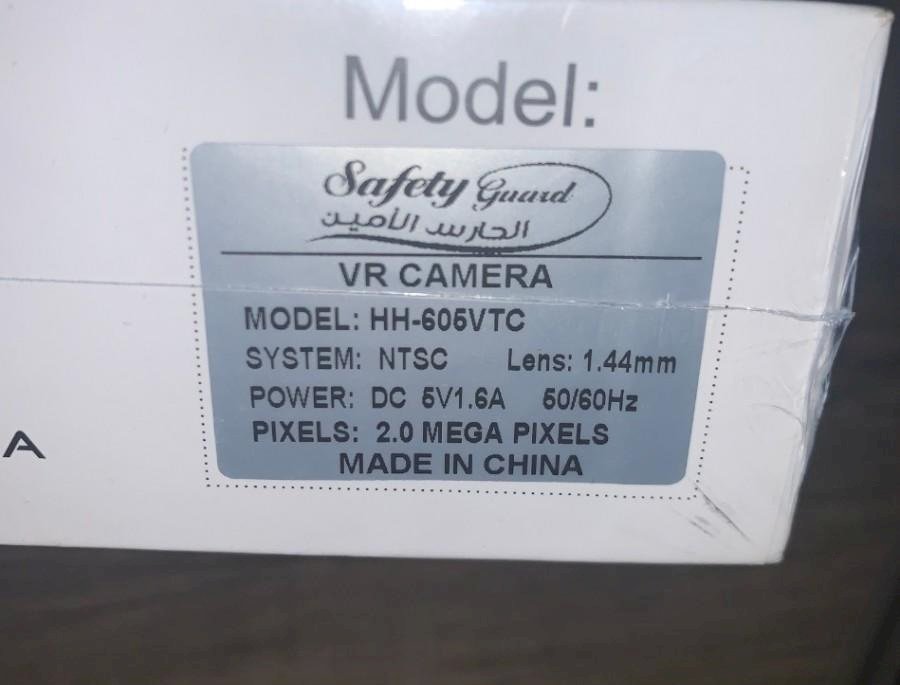 Model:
Safety Guard
الحارس الأمين
VR CAMERA
MODEL: HH-605VTC
SYSTEM: NTSC Lens: 1.44mm
POWER: DC 5V1.6A 50/60Hz
PIXELS: 2.0 MEGA PIXELS
MADE IN CHINA
A